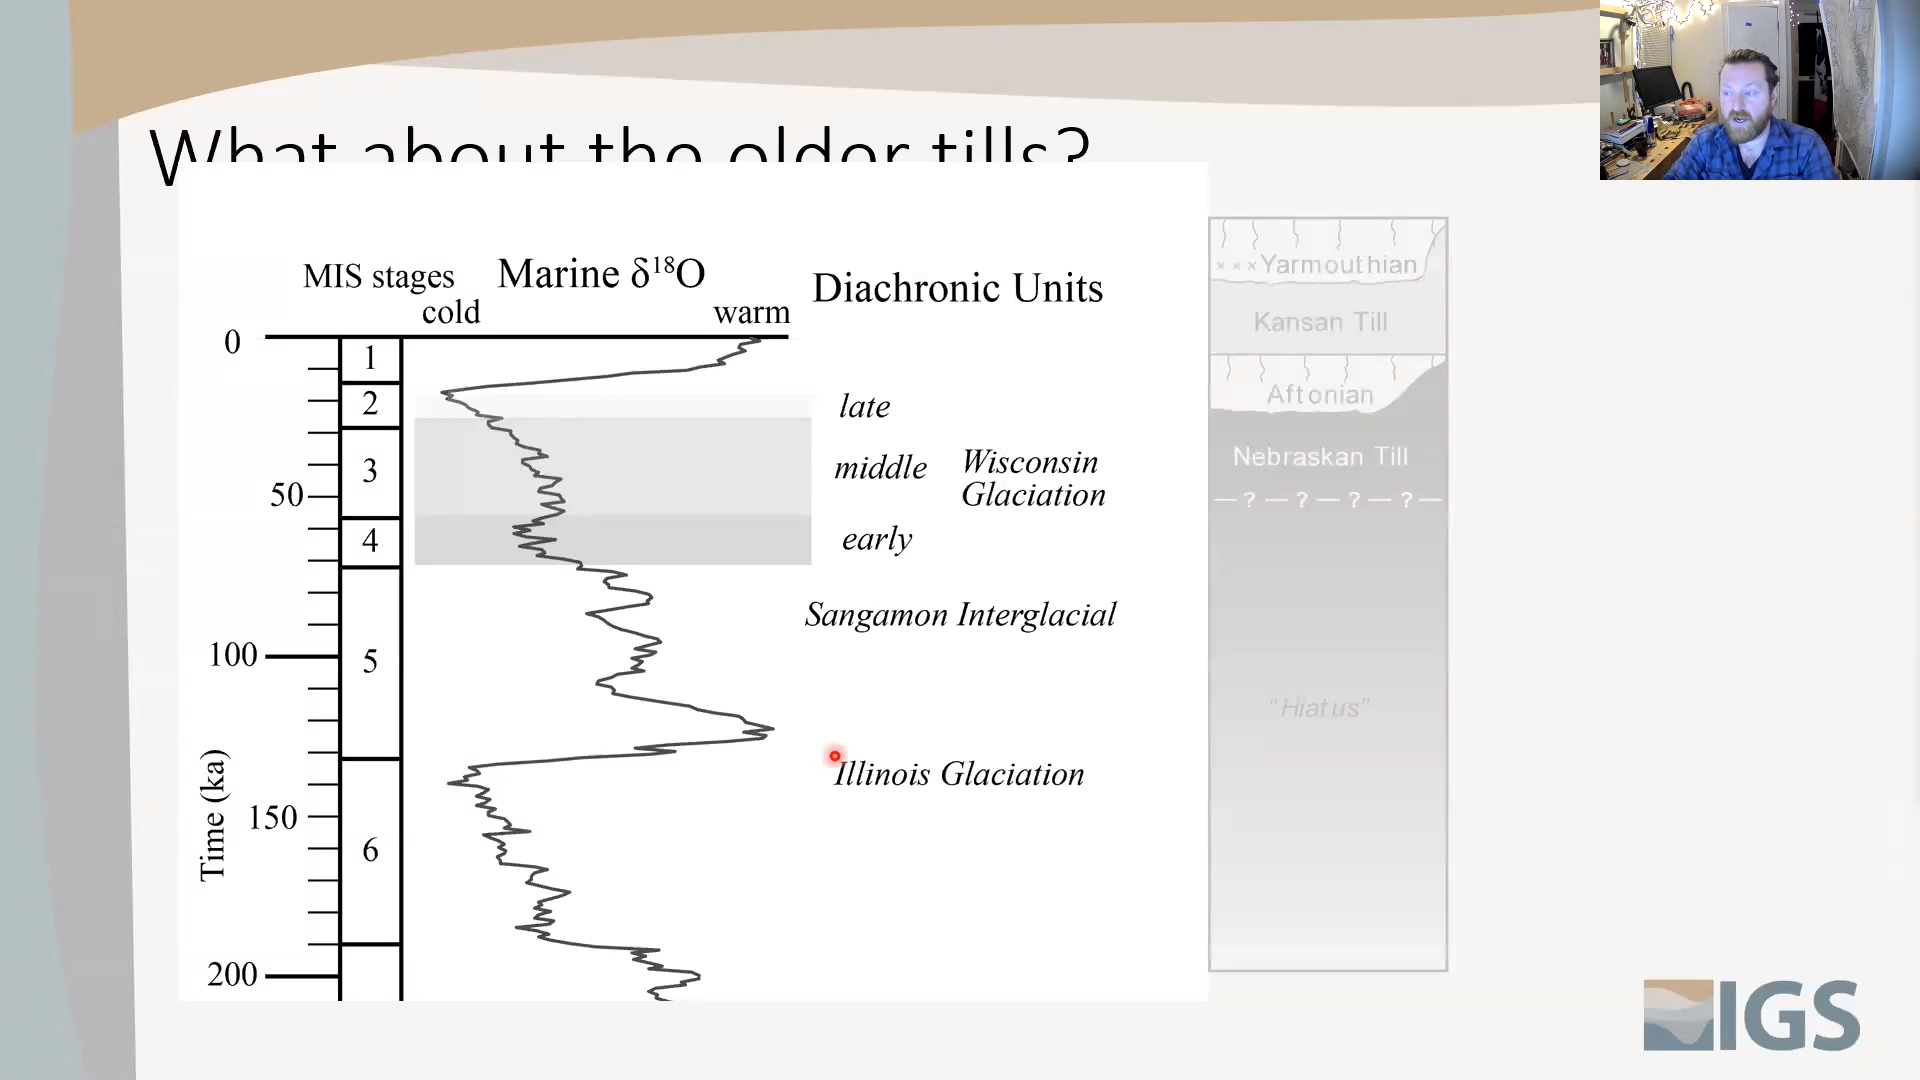 What about the older tills?
MIS stages
Marine δ¹⁸O
Diachronic Units
cold
warm
0
1
2
late
3
middle
Wisconsin
Glaciation
50
4
early
Sangamon Interglacial
100
5
Illinois Glaciation
150
6
200
Time (ka)
×××Yarmouthian
Kansan Till
Aftonian
Nebraskan Till
— ? — ? — ? — ? —
“Hiatus”
IGS